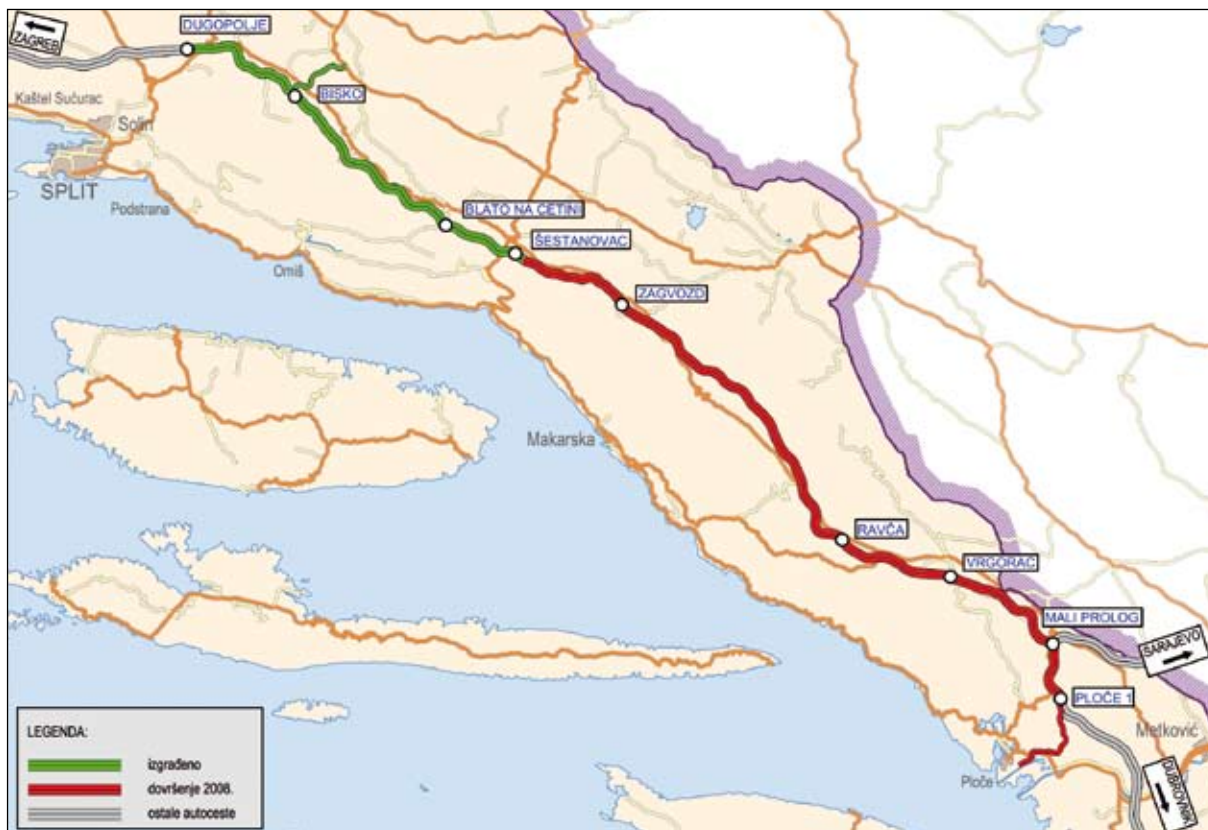 ZAGREB
DUGOPOLJE
BISKO
Kaštel Sućurac
Solin
SPLIT
Podstrana
BLATO NA CETINI
ŠESTANOVAC
Omiš
ZAGVOZD
Makarska
RAVČA
VRGORAC
MALI PROLOG
SARAJEVO
PLOČE 1
Metković
Ploče
DUBROVNIK
LEGENDA:
izgrađeno
dovršenje 2008.
ostale autoceste